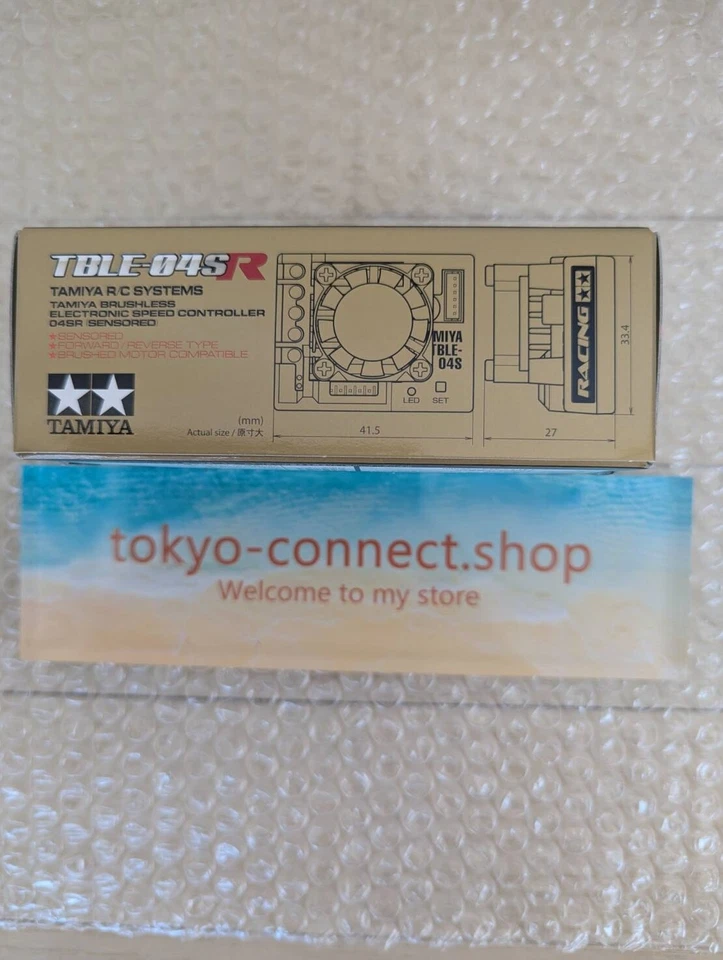 TBLE-04SR
TAMIYA R/C SYSTEMS
TAMIYA BRUSHLESS
ELECTRONIC SPEED CONTROLLER
04SR (SENSORED)
★SENSORED
★FORWARD/REVERSE TYPE
★BRUSHED MOTOR COMPATIBLE
TAMIYA
(mm)
Actual size / 原寸大
MIYA
TBLE-
04S
LED
SET
41.5
RACING
33.4
27
tokyo-connect.shop
Welcome to my store